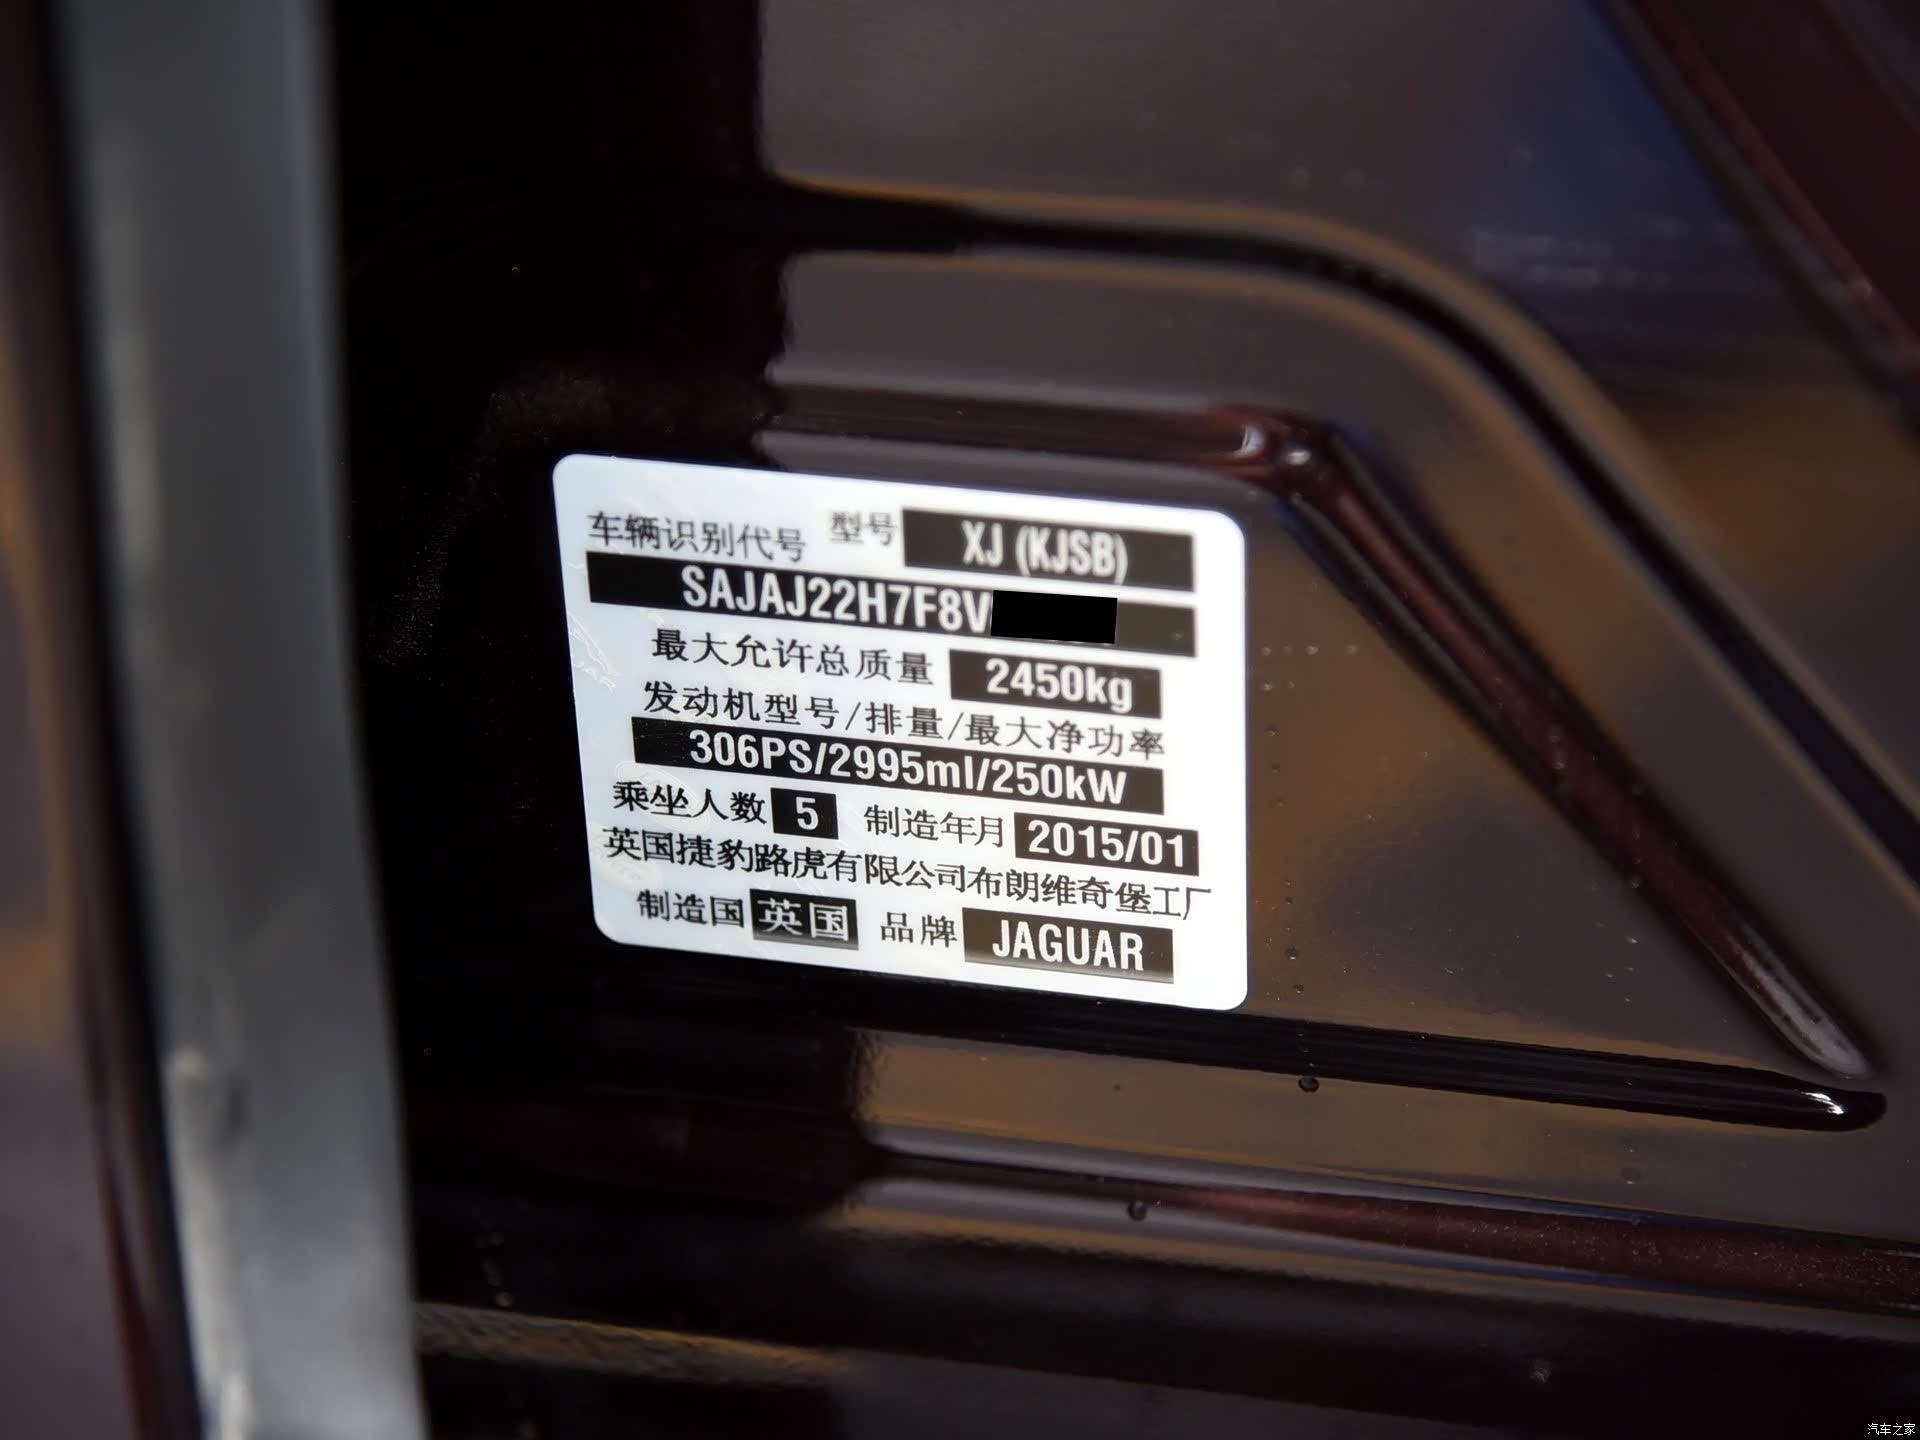 车辆识别代号 型号 XJ (KJSB)
SAJAJ22H7F8V
最大允许总质量 2450kg
发动机型号/排量/最大净功率
306PS/2995ml/250kW
乘坐人数 5 制造年月 2015/01
英国捷豹路虎有限公司布朗维奇堡工厂
制造国 英国 品牌 JAGUAR
汽车之家